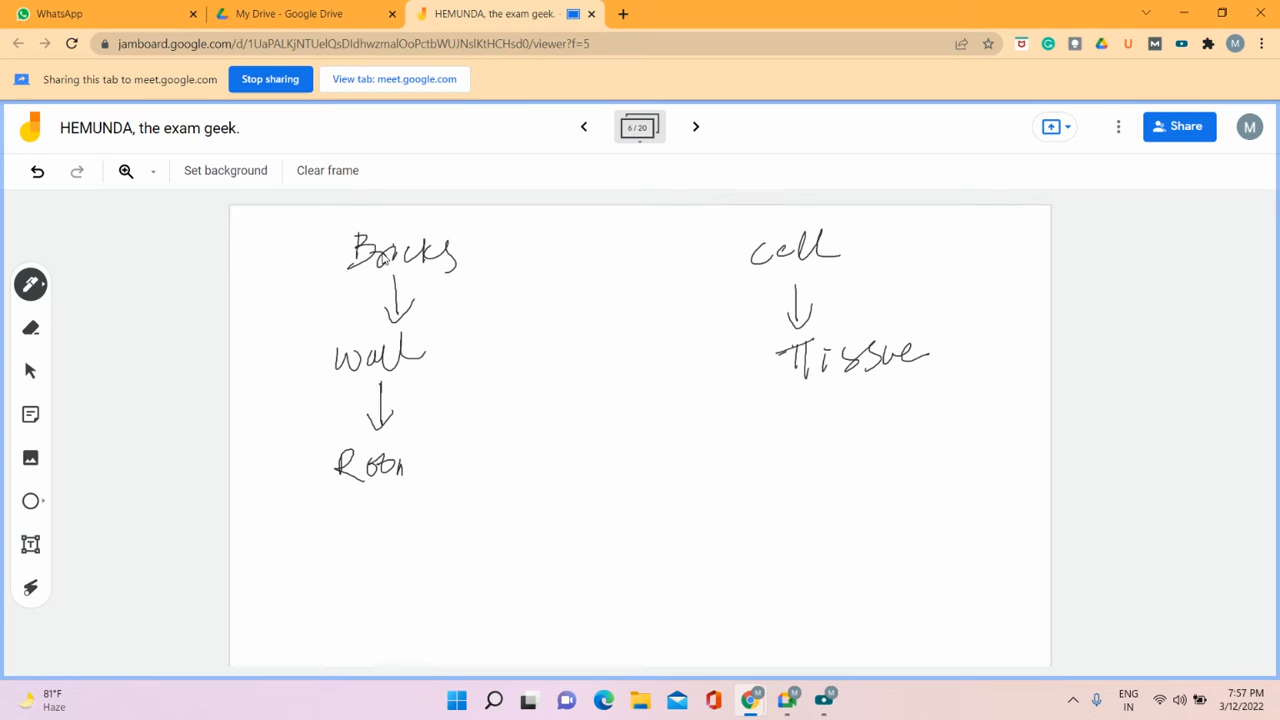 WhatsApp
My Drive - Google Drive
HEMUNDA, the exam geek.
jamboard.google.com/d/1UaPALKjNTUelQsDIdhwzmalOoPctbWUJNslKtHCHsd0/viewer?f=5
Sharing this tab to meet.google.com
Stop sharing
View tab: meet.google.com
HEMUNDA, the exam geek.
6 / 20
Share
M
Set background
Clear frame
Bricks
Wall
Room
Cell
Tissue
81°F
Haze
ENG
IN
7:57 PM
3/12/2022